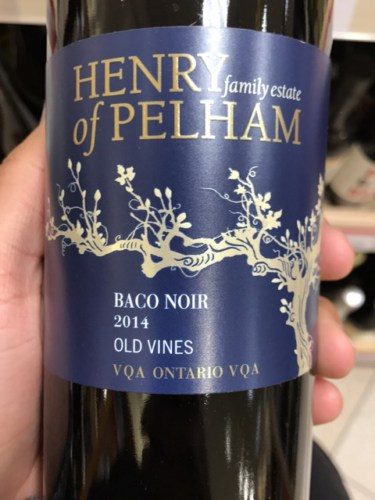 HENRY
family estate
of PELHAM
BACO NOIR
2014
OLD VINES
VQA ONTARIO VQA